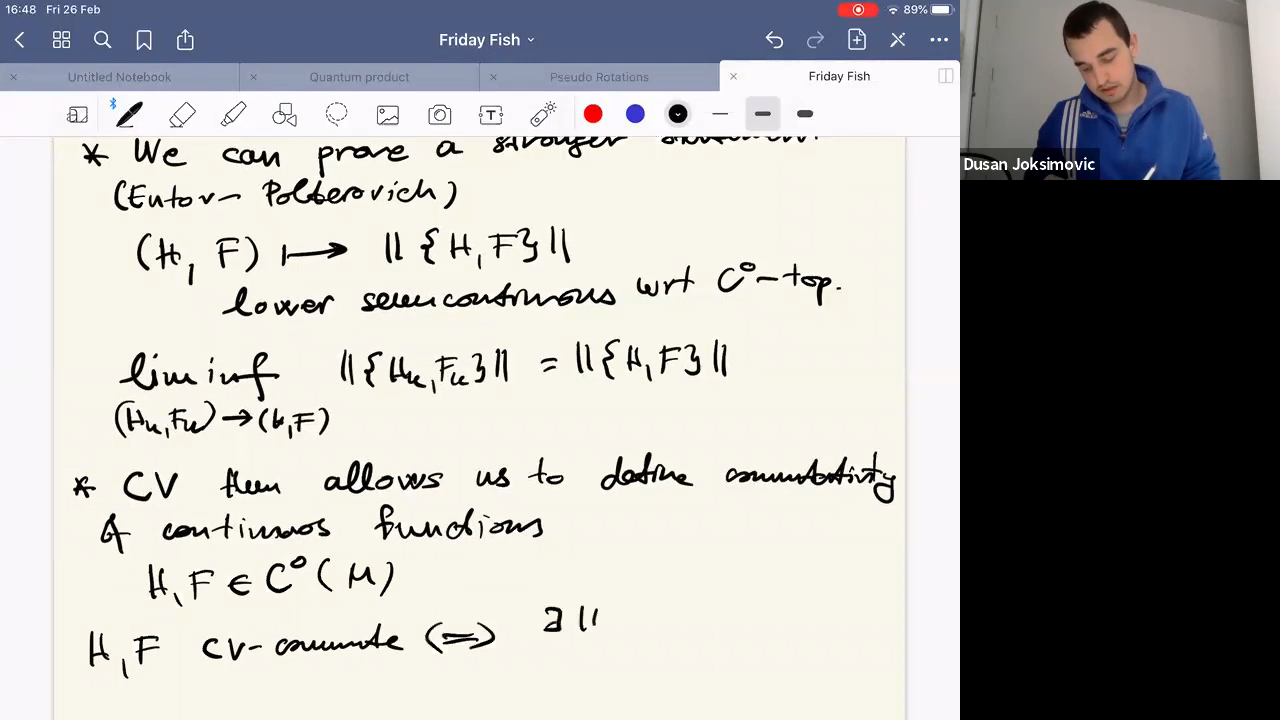 16:48 Fri 26 Feb
89%
Friday Fish
Untitled Notebook
Quantum product
Pseudo Rotations
Friday Fish
Dusan Joksimovic
* We can prove a stronger
(Entov- Polterovich)
(H, F) ↦ || {H, F} ||
lower semicontinuous wrt C⁰-top.
lim inf || {Hₖ, Fₖ} || = || {H, F} ||
(Hₖ, Fₖ) → (H, F)
* CV then allows us to define commutativity
of continuous functions
H, F ∈ C⁰(M)
H, F CV-commute (=)